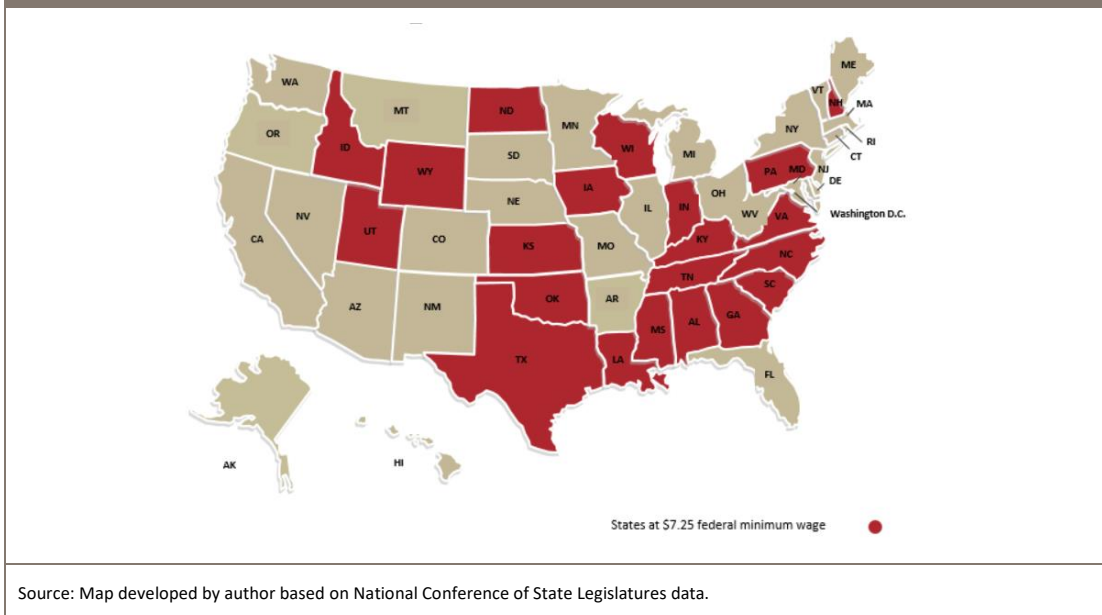 ME
WA
VT
NH
MA
MT
ND
MN
OR
NY
RI
ID
WI
CT
SD
MI
WY
PA
MD
NJ
IA
DE
OH
NE
IL
IN
WV
Washington D.C.
NV
VA
UT
CO
CA
KS
MO
KY
NC
TN
OK
AR
SC
AZ
NM
MS
AL
GA
TX
LA
FL
AK
HI
States at $7.25 federal minimum wage
Source: Map developed by author based on National Conference of State Legislatures data.